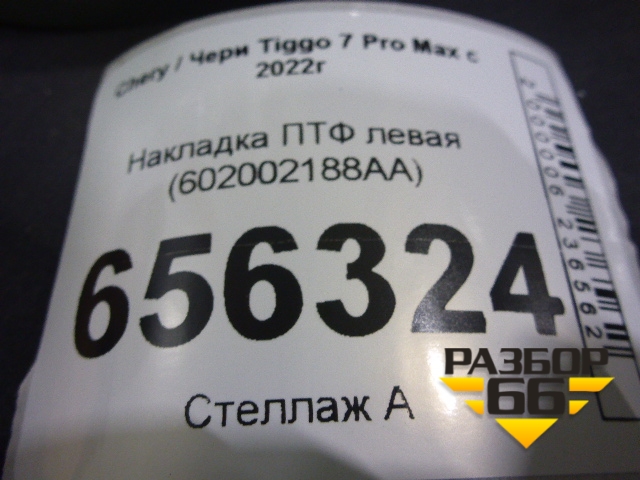 Chery / Чери Tiggo 7 Pro Max с
2022г
Накладка ПТФ левая
(602002188AA)
656324
Стеллаж А
РАЗБОР
66